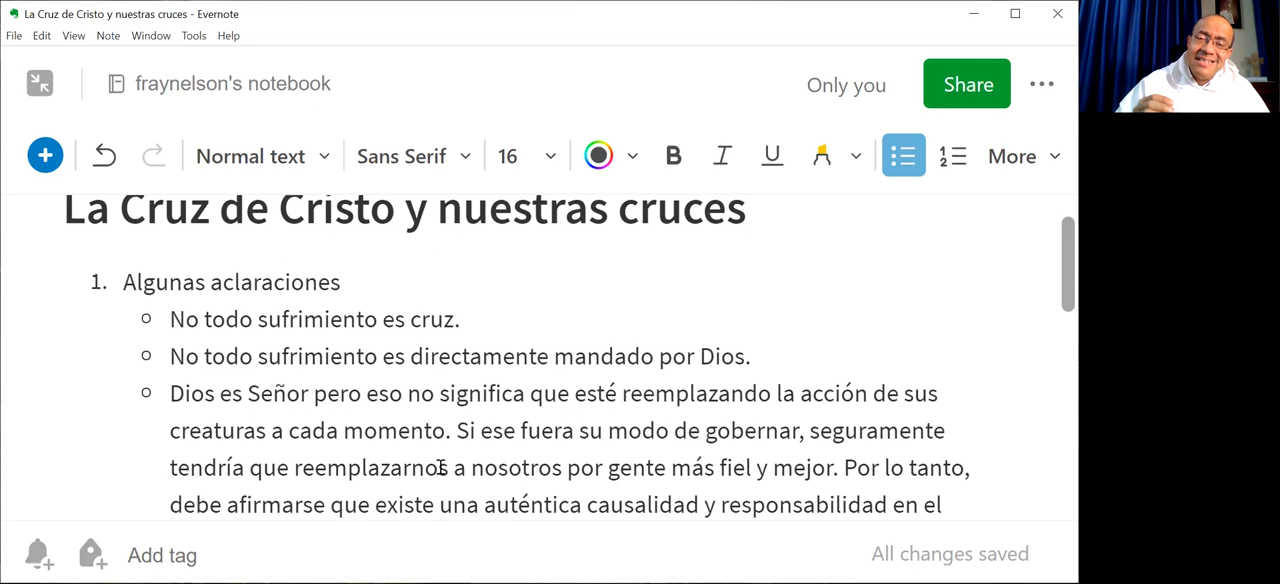 La Cruz de Cristo y nuestras cruces - Evernote
File Edit View Note Window Tools Help
fraynelson's notebook
Only you
Share
Normal text
Sans Serif
16
B I U
More
La Cruz de Cristo y nuestras cruces
1. Algunas aclaraciones
No todo sufrimiento es cruz.
No todo sufrimiento es directamente mandado por Dios.
Dios es Señor pero eso no significa que esté reemplazando la acción de sus
creaturas a cada momento. Si ese fuera su modo de gobernar, seguramente
tendría que reemplazarnos a nosotros por gente más fiel y mejor. Por lo tanto,
debe afirmarse que existe una auténtica causalidad y responsabilidad en el
Add tag
All changes saved